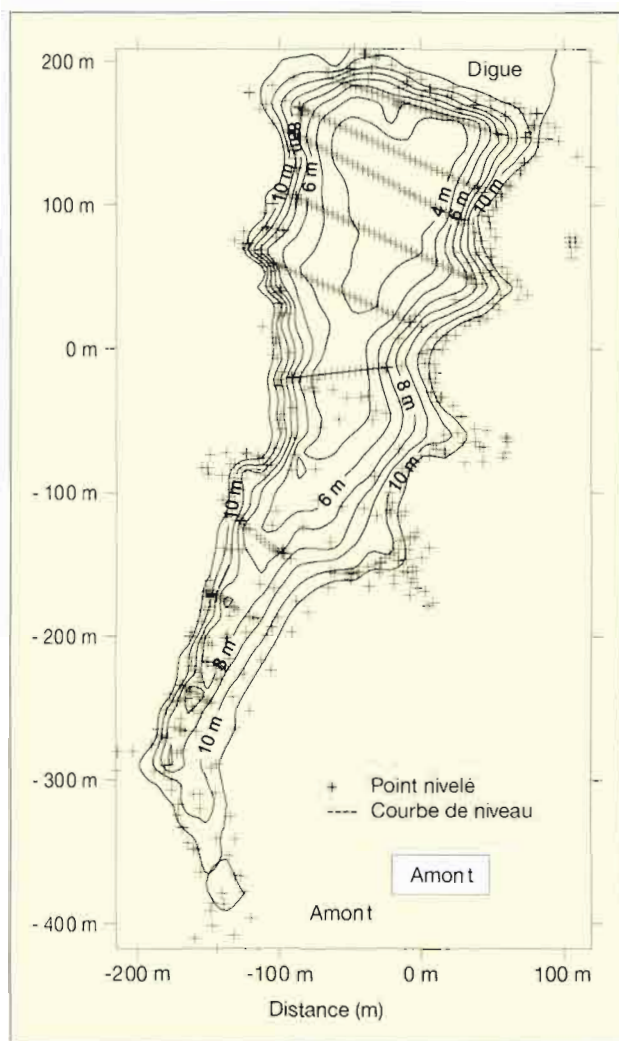 200 m
Digue
10 m
6 m
4 m
6 m
10 m
100 m
0 m
8 m
6 m
10 m
10 m
- 100 m
- 200 m
8 m
10 m
- 300 m
+ Point nivelé
---- Courbe de niveau
Amont
Amont
- 400 m
-200 m
-100 m
0 m
100 m
Distance (m)